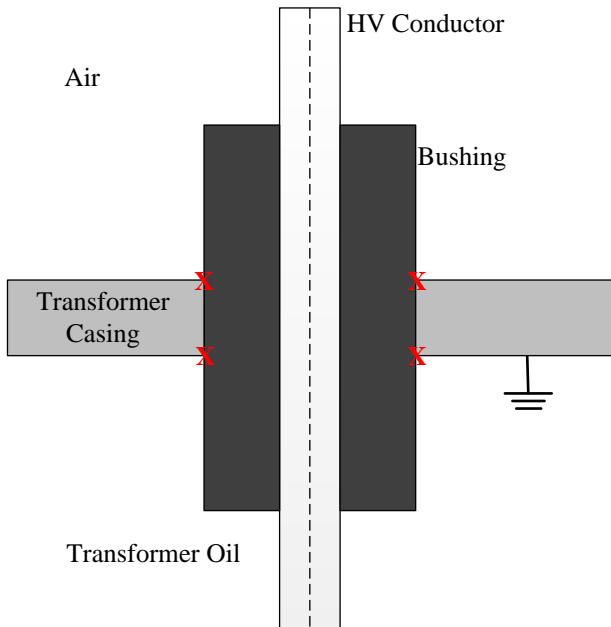 HV Conductor
Air
Bushing
X X
Transformer
Casing
X X
Transformer Oil